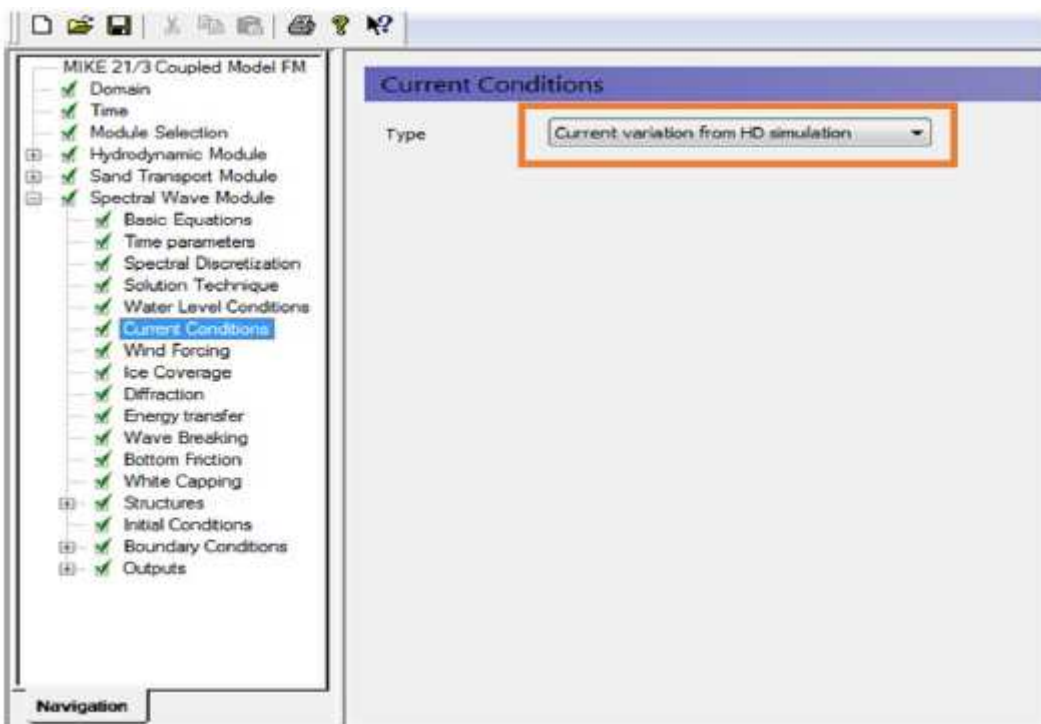 MIKE 21/3 Coupled Model FM
Domain
Time
Module Selection
Hydrodynamic Module
Sand Transport Module
Spectral Wave Module
Basic Equations
Time parameters
Spectral Discretization
Solution Technique
Water Level Conditions
Current Conditions
Wind Forcing
Ice Coverage
Diffraction
Energy transfer
Wave Breaking
Bottom Friction
White Capping
Structures
Initial Conditions
Boundary Conditions
Outputs
Navigation
Current Conditions
Type
Current variation from HD simulation